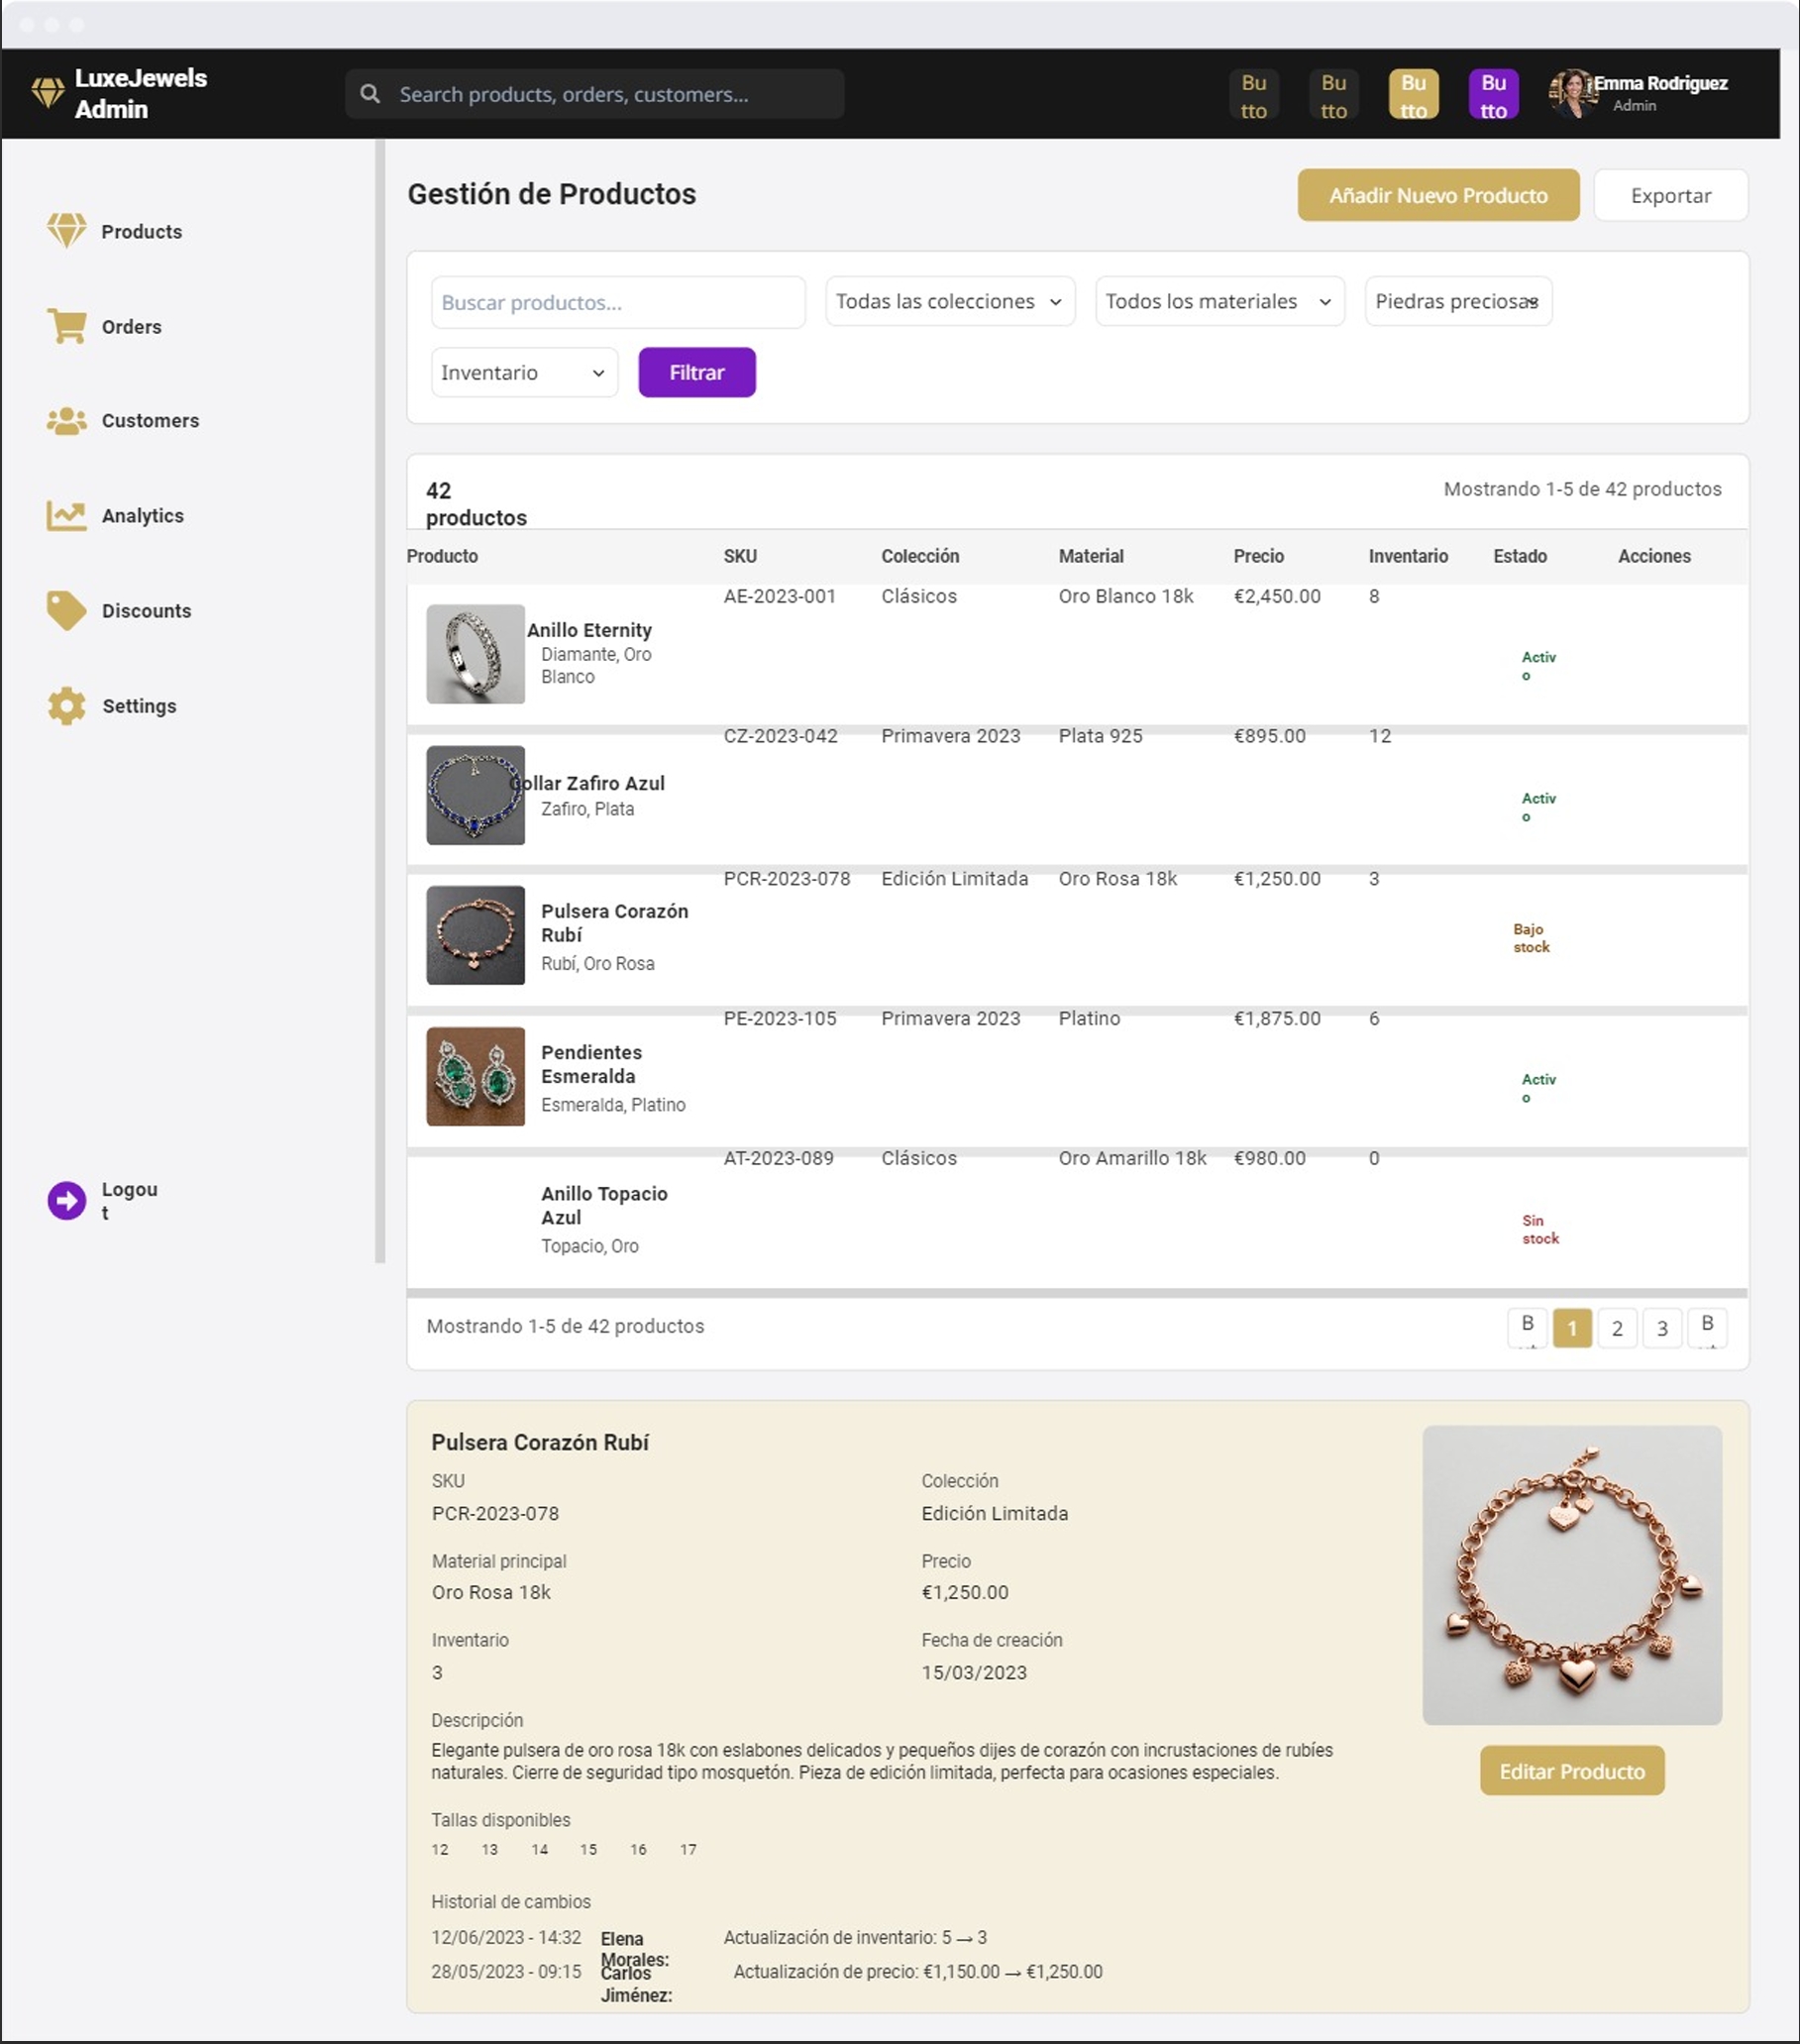 LuxeJewels
Admin
Search products, orders, customers...
Bu
tto
Bu
tto
Bu
tto
Bu
tto
Emma Rodriguez
Admin
Products
Orders
Customers
Analytics
Discounts
Settings
Logou
t
Gestión de Productos
Añadir Nuevo Producto
Exportar
Buscar productos...
Todas las colecciones
Todos los materiales
Piedras preciosas
Inventario
Filtrar
42
productos
Mostrando 1-5 de 42 productos
Producto SKU Colección Material Precio Inventario Estado Acciones
AE-2023-001 Clásicos Oro Blanco 18k €2,450.00 8
Anillo Eternity
Diamante, Oro
Blanco
Activ
o
CZ-2023-042 Primavera 2023 Plata 925 €895.00 12
Collar Zafiro Azul
Zafiro, Plata
Activ
o
PCR-2023-078 Edición Limitada Oro Rosa 18k €1,250.00 3
Pulsera Corazón
Rubí
Rubí, Oro Rosa
Bajo
stock
PE-2023-105 Primavera 2023 Platino €1,875.00 6
Pendientes
Esmeralda
Esmeralda, Platino
Activ
o
AT-2023-089 Clásicos Oro Amarillo 18k €980.00 0
Anillo Topacio
Azul
Topacio, Oro
Sin
stock
Mostrando 1-5 de 42 productos
B 1 2 3 B
Pulsera Corazón Rubí
SKU
PCR-2023-078
Colección
Edición Limitada
Material principal
Oro Rosa 18k
Precio
€1,250.00
Inventario
3
Fecha de creación
15/03/2023
Descripción
Elegante pulsera de oro rosa 18k con eslabones delicados y pequeños dijes de corazón con incrustaciones de rubíes
naturales. Cierre de seguridad tipo mosquetón. Pieza de edición limitada, perfecta para ocasiones especiales.
Editar Producto
Tallas disponibles
12 13 14 15 16 17
Historial de cambios
12/06/2023 - 14:32 Elena
Morales: Actualización de inventario: 5 → 3
28/05/2023 - 09:15 Carlos
Jiménez: Actualización de precio: €1,150.00 → €1,250.00